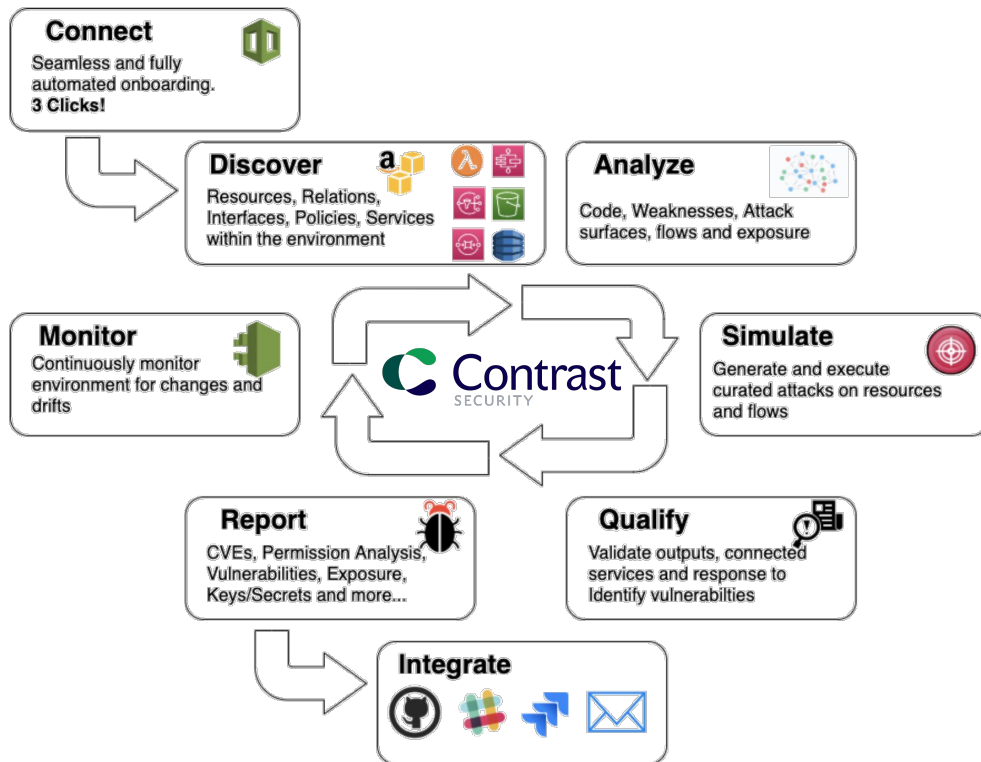 Connect
Seamless and fully
automated onboarding.
3 Clicks!
Discover
Resources, Relations,
Interfaces, Policies, Services
within the environment
a
Analyze
Code, Weaknesses, Attack
surfaces, flows and exposure
Monitor
Continuously monitor
environment for changes and
drifts
Contrast
SECURITY
Simulate
Generate and execute
curated attacks on resources
and flows
Report
CVEs, Permission Analysis,
Vulnerabilities, Exposure,
Keys/Secrets and more...
Qualify
Validate outputs, connected
services and response to
Identify vulnerabilties
Integrate